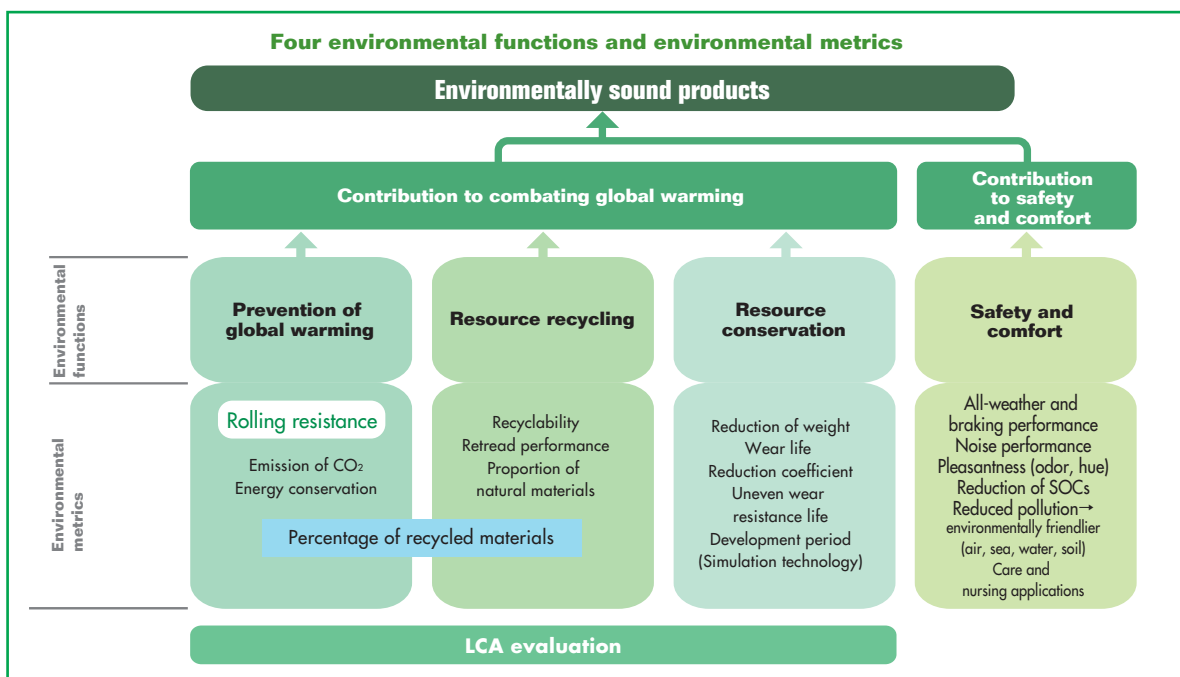 Four environmental functions and environmental metrics
Environmentally sound products
Contribution to combating global warming
Contribution
to safety
and comfort
Environmental
functions
Prevention of
global warming
Resource recycling
Resource
conservation
Safety and
comfort
Environmental
metrics
Rolling resistance
Emission of CO₂
Energy conservation
Recyclability
Retread performance
Proportion of
natural materials
Percentage of recycled materials
Reduction of weight
Wear life
Reduction coefficient
Uneven wear
resistance life
Development period
(Simulation technology)
All-weather and
braking performance
Noise performance
Pleasantness (odor, hue)
Reduction of SOCs
Reduced pollution→
environmentally friendlier
(air, sea, water, soil)
Care and
nursing applications
LCA evaluation